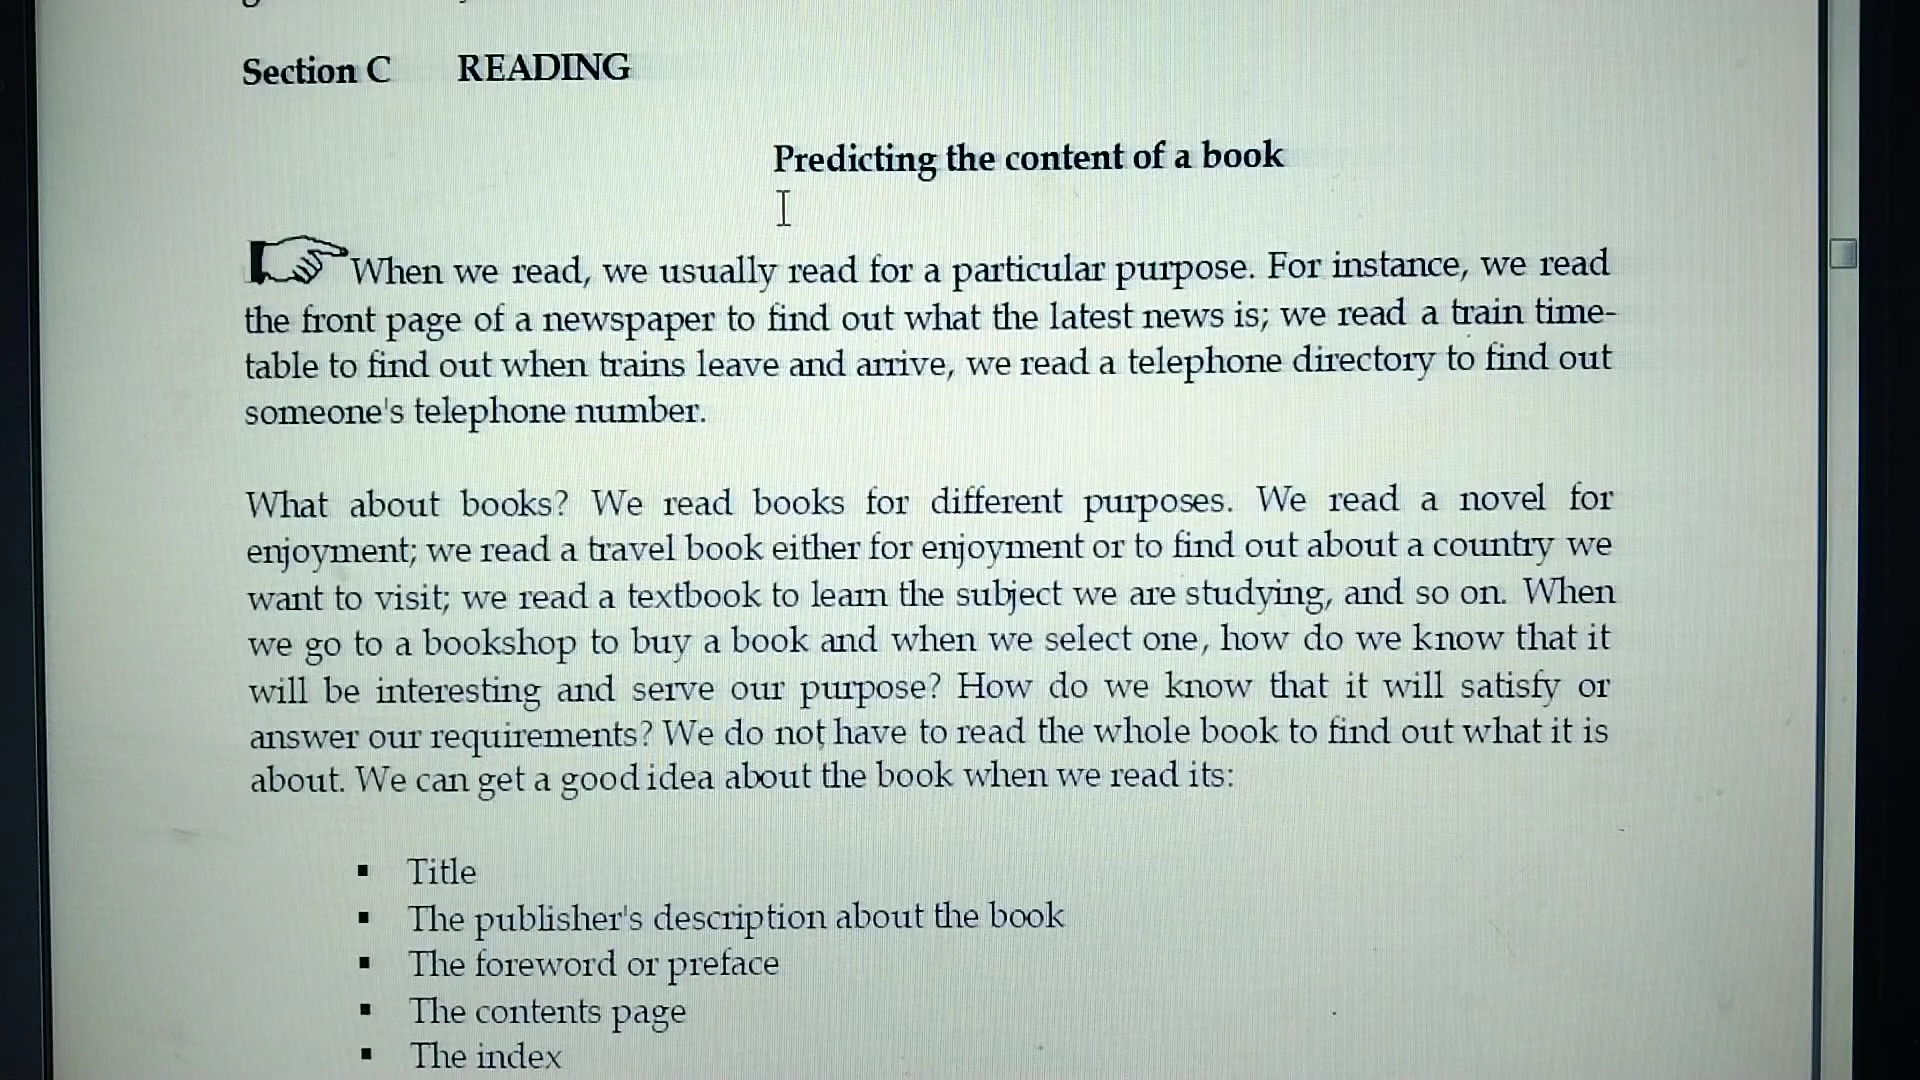 Section C READING
Predicting the content of a book
When we read, we usually read for a particular purpose. For instance, we read
the front page of a newspaper to find out what the latest news is; we read a train time-
table to find out when trains leave and arrive, we read a telephone directory to find out
someone's telephone number.
What about books? We read books for different purposes. We read a novel for
enjoyment; we read a travel book either for enjoyment or to find out about a country we
want to visit; we read a textbook to learn the subject we are studying, and so on. When
we go to a bookshop to buy a book and when we select one, how do we know that it
will be interesting and serve our purpose? How do we know that it will satisfy or
answer our requirements? We do not have to read the whole book to find out what it is
about. We can get a good idea about the book when we read its:
▪ Title
▪ The publisher's description about the book
▪ The foreword or preface
▪ The contents page
▪ The index